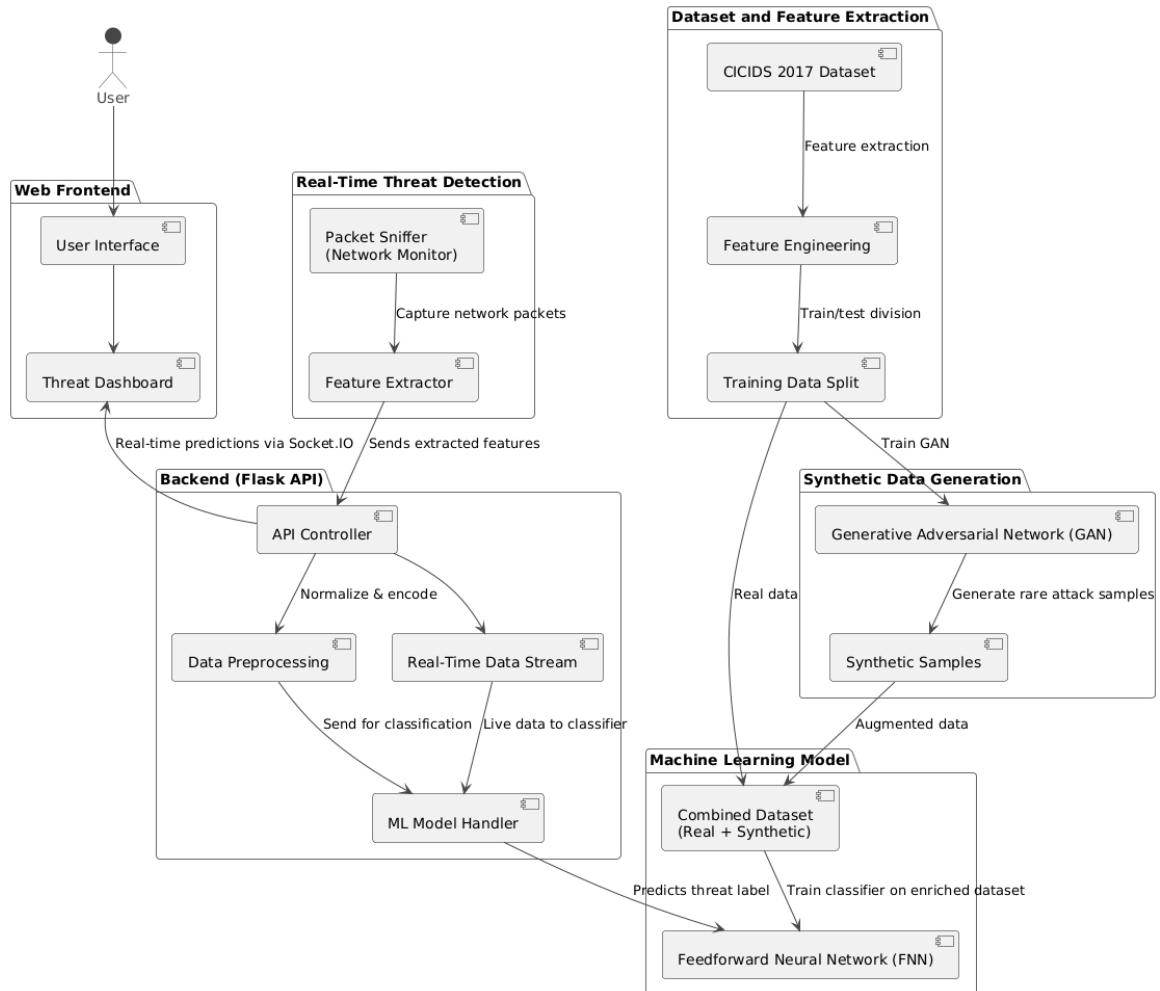 Dataset and Feature Extraction
CICIDS 2017 Dataset
User
Feature extraction
Web Frontend
Real-Time Threat Detection
User Interface
Packet Sniffer
(Network Monitor)
Feature Engineering
Capture network packets
Train/test division
Threat Dashboard
Feature Extractor
Training Data Split
Real-time predictions via Socket.IO
Sends extracted features
Train GAN
Backend (Flask API)
Synthetic Data Generation
API Controller
Generative Adversarial Network (GAN)
Normalize & encode
Real data
Generate rare attack samples
Data Preprocessing
Real-Time Data Stream
Synthetic Samples
Send for classification
Live data to classifier
Augmented data
Machine Learning Model
ML Model Handler
Combined Dataset
(Real + Synthetic)
Predicts threat label
Train classifier on enriched dataset
Feedforward Neural Network (FNN)